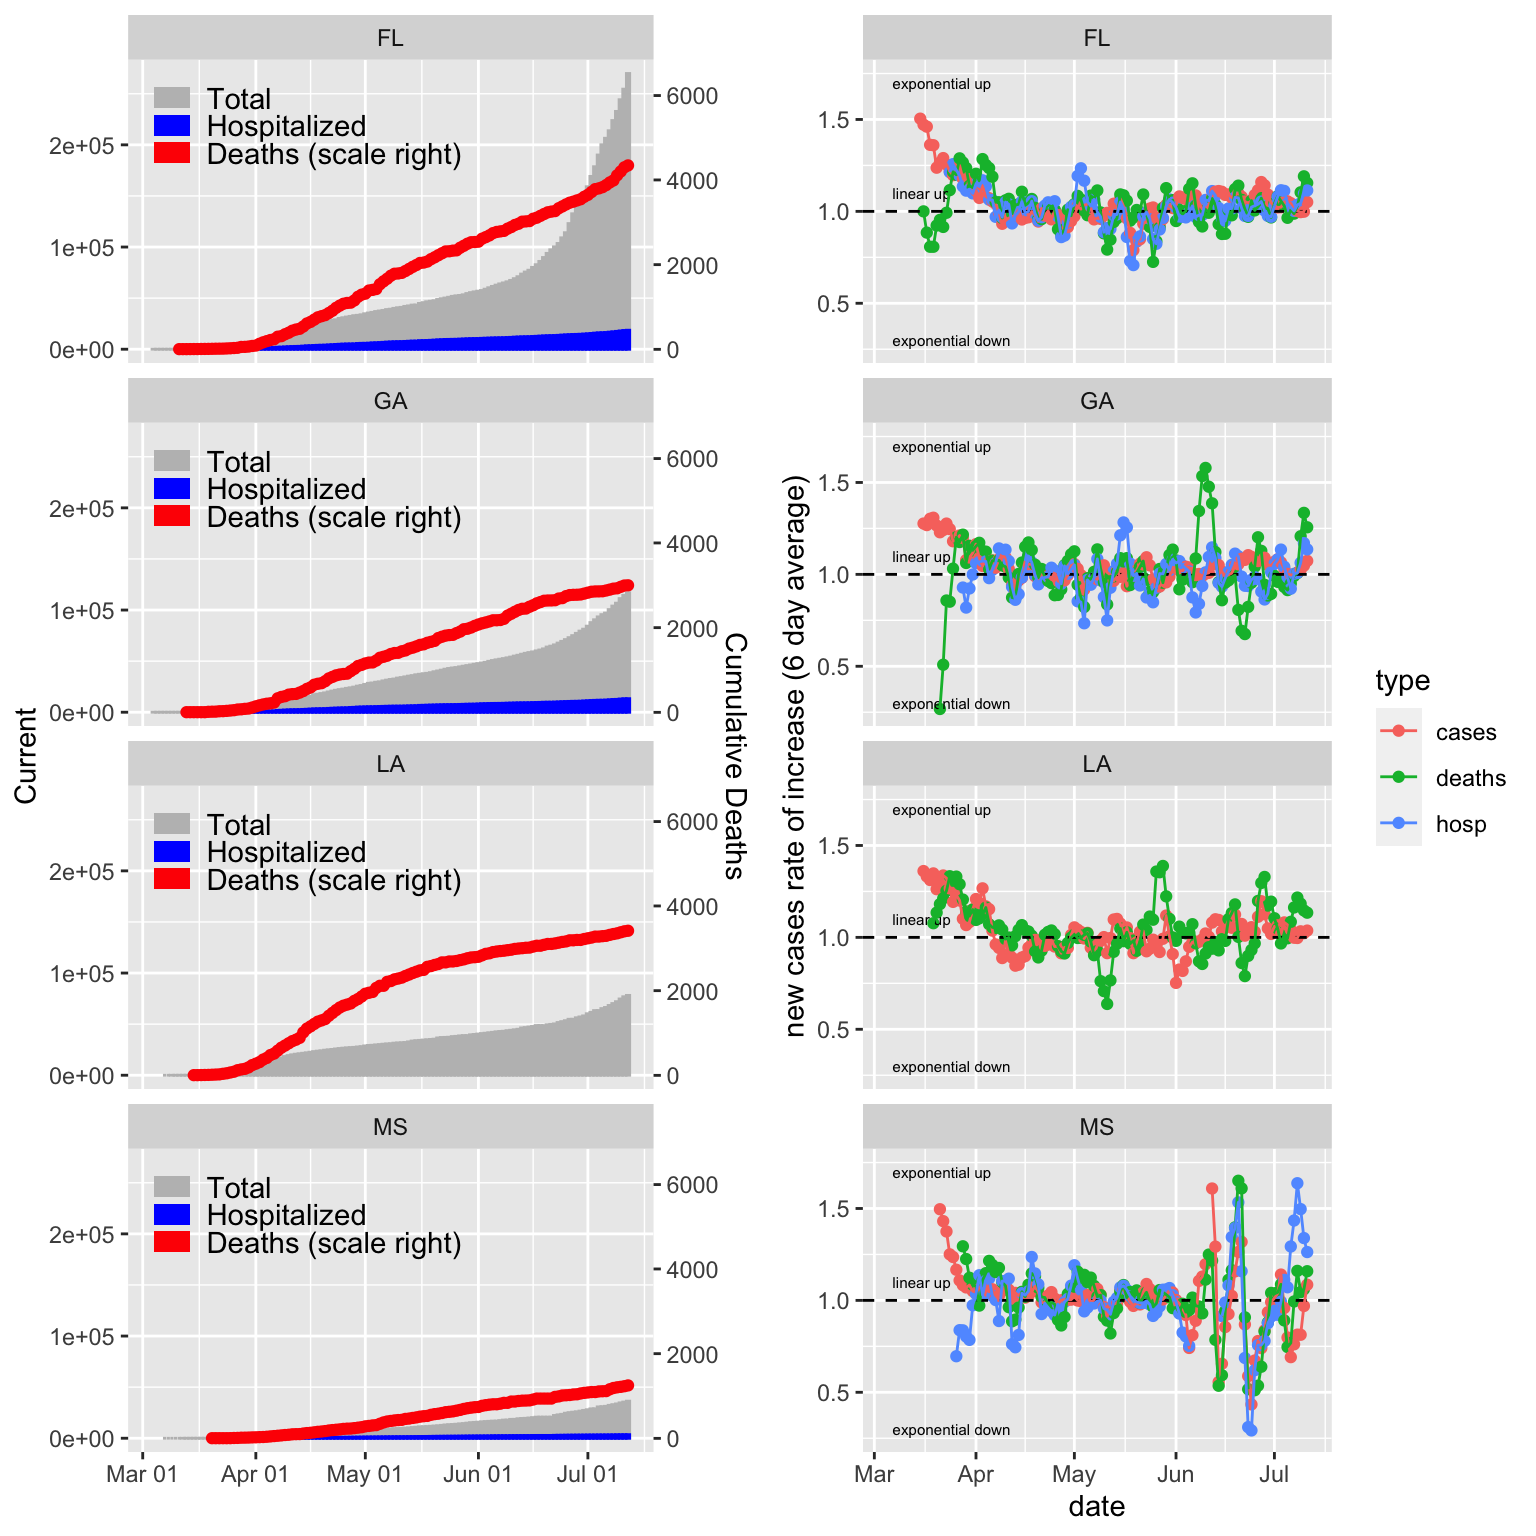 FL
Total
Hospitalized
Deaths (scale right)
2e+05
1e+05
0e+00
6000
4000
2000
0
GA
Total
Hospitalized
Deaths (scale right)
2e+05
1e+05
0e+00
6000
4000
2000
0
LA
Total
Hospitalized
Deaths (scale right)
2e+05
1e+05
0e+00
6000
4000
2000
0
MS
Total
Hospitalized
Deaths (scale right)
2e+05
1e+05
0e+00
6000
4000
2000
0
Mar 01
Apr 01
May 01
Jun 01
Jul 01
Current
Cumulative Deaths
FL
exponential up
linear up
exponential down
1.5
1.0
0.5
GA
exponential up
linear up
exponential down
1.5
1.0
0.5
LA
exponential up
linear up
exponential down
1.5
1.0
0.5
MS
exponential up
linear up
exponential down
1.5
1.0
0.5
Mar
Apr
May
Jun
Jul
date
new cases rate of increase (6 day average)
type
cases
deaths
hosp